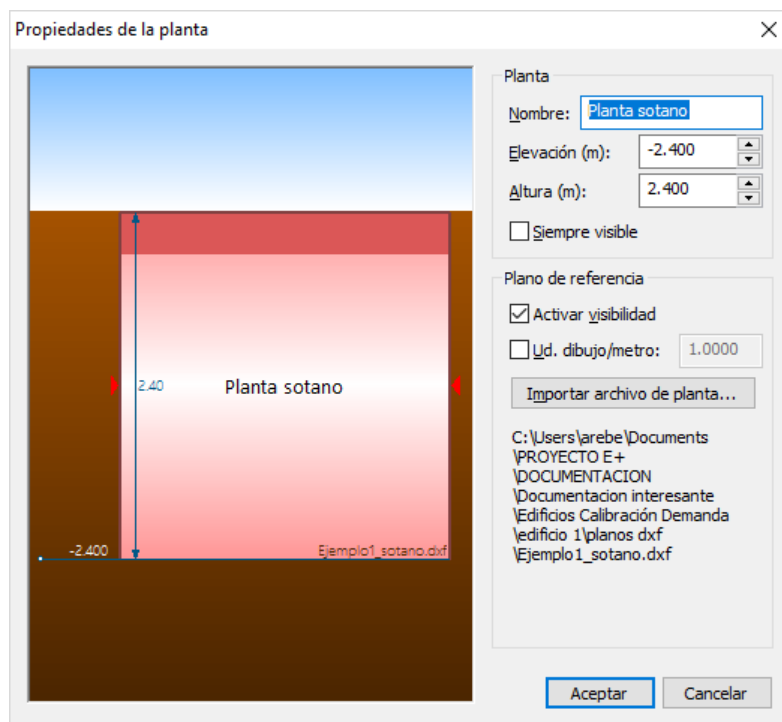 Propiedades de la planta
2.40
Planta sotano
-2.400
Ejemplo1_sotano.dxf
Planta
Nombre: Planta sotano
Elevación (m): -2.400
Altura (m): 2.400
Siempre visible
Plano de referencia
Activar visibilidad
Ud. dibujo/metro: 1.0000
Importar archivo de planta...
C:\Users\arebe\Documents
\PROYECTO E+
\DOCUMENTACION
\Documentacion interesante
\Edificios Calibración Demanda
\edificio 1\planos dxf
\Ejemplo1_sotano.dxf
Aceptar
Cancelar